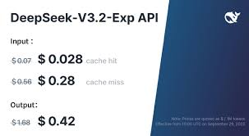 DeepSeek-V3.2-Exp API
Input :
$ 0.07 $ 0.028 cache hit
$ 0.56 $ 0.28 cache miss
Output:
$ 1.68 $ 0.42